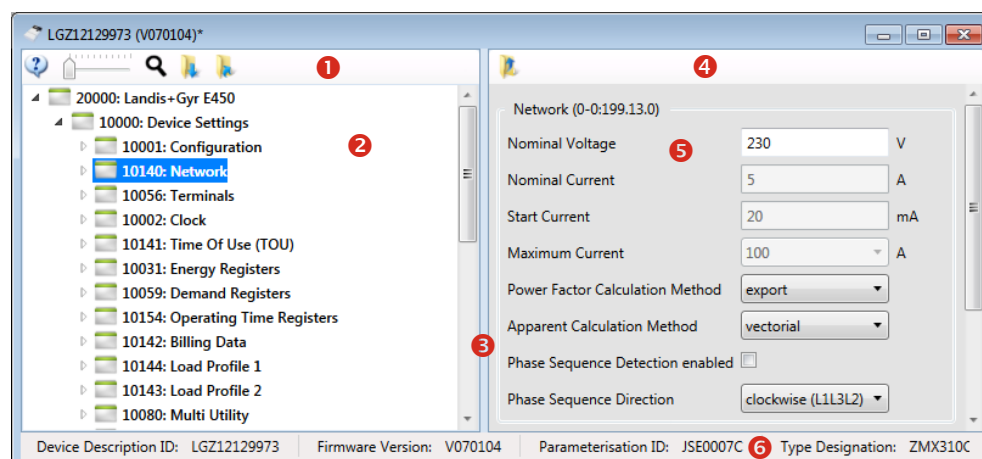 LGZ12129973 (V070104)*
1
4
20000: Landis+Gyr E450
10000: Device Settings
2
10001: Configuration
10140: Network
10056: Terminals
10002: Clock
10141: Time Of Use (TOU)
10031: Energy Registers
10059: Demand Registers
10154: Operating Time Registers
10142: Billing Data
10144: Load Profile 1
10143: Load Profile 2
10080: Multi Utility
3
Network (0-0:199.13.0)
Nominal Voltage 5 230 V
Nominal Current 5 A
Start Current 20 mA
Maximum Current 100 A
Power Factor Calculation Method export
Apparent Calculation Method vectorial
Phase Sequence Detection enabled
Phase Sequence Direction clockwise (L1L3L2)
Device Description ID: LGZ12129973 Firmware Version: V070104 Parameterisation ID: JSE0007C 6 Type Designation: ZMX310C